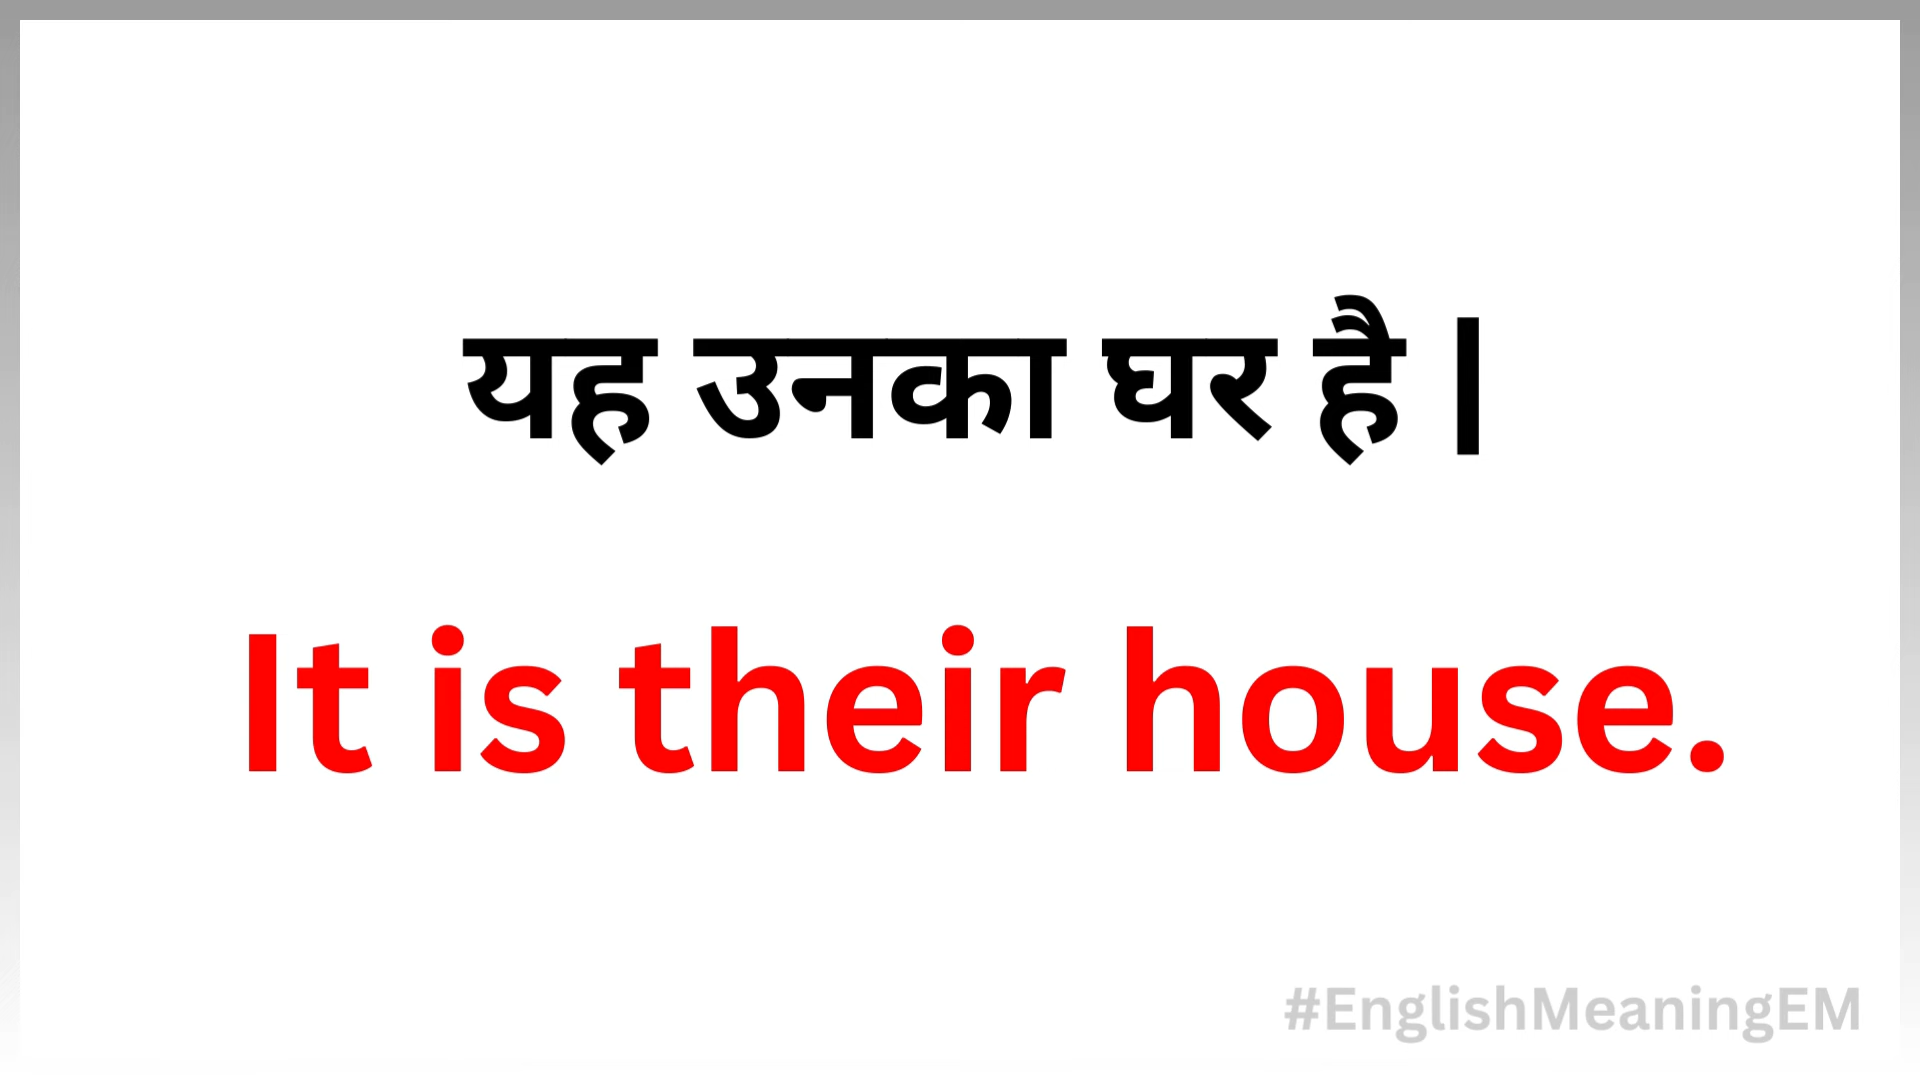 यह उनका घर है |
It is their house.
#EnglishMeaningEM